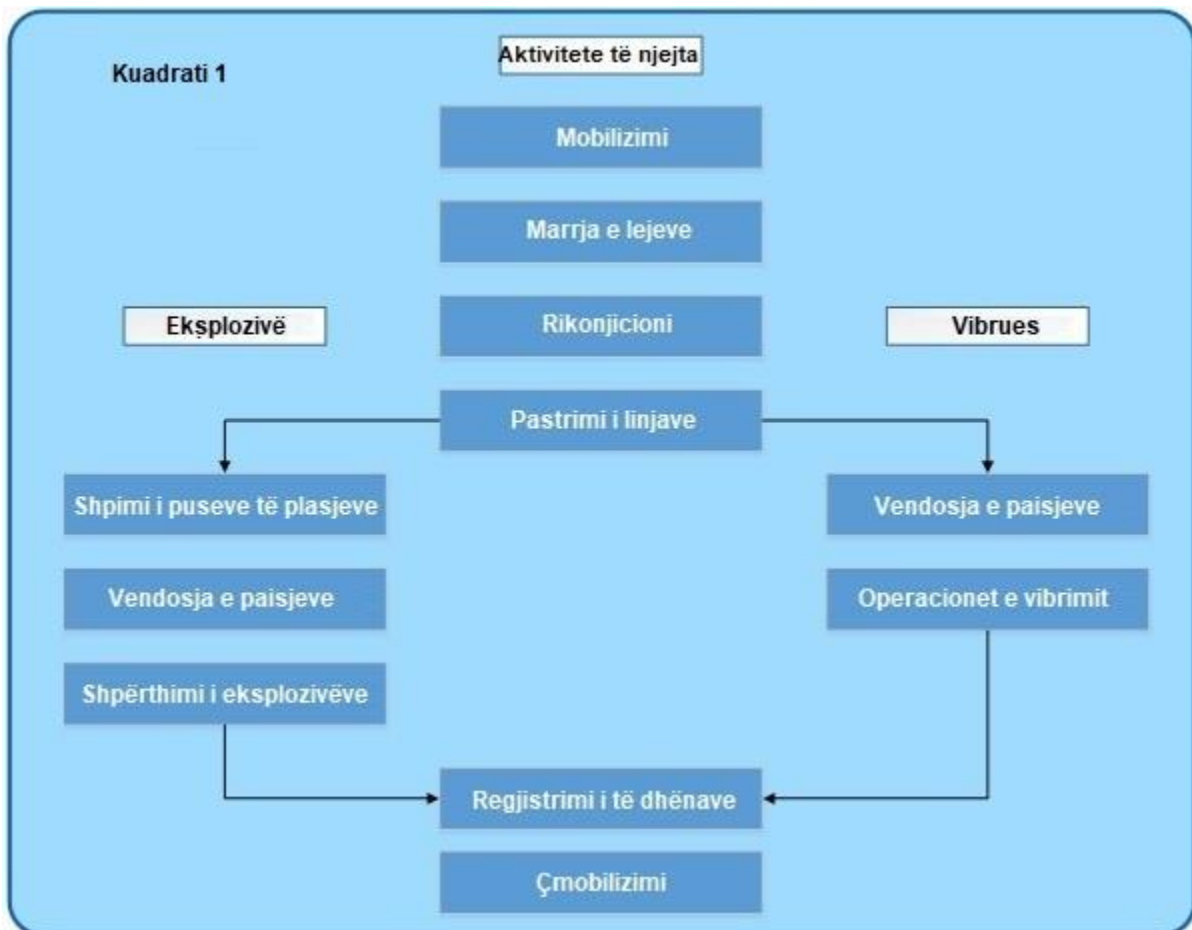 Kuadrati 1
Aktivitete të njejta
Mobilizimi
Marrja e lejeve
Rikonjicioni
Eksplozivë
Vibrues
Pastrimi i linjave
Shpimi i puseve të plasjeve
Vendosja e paisjeve
Vendosja e paisjeve
Operacionet e vibrimit
Shpërthimi i eksplozivëve
Regjistrimi i të dhënave
Çmobilizimi